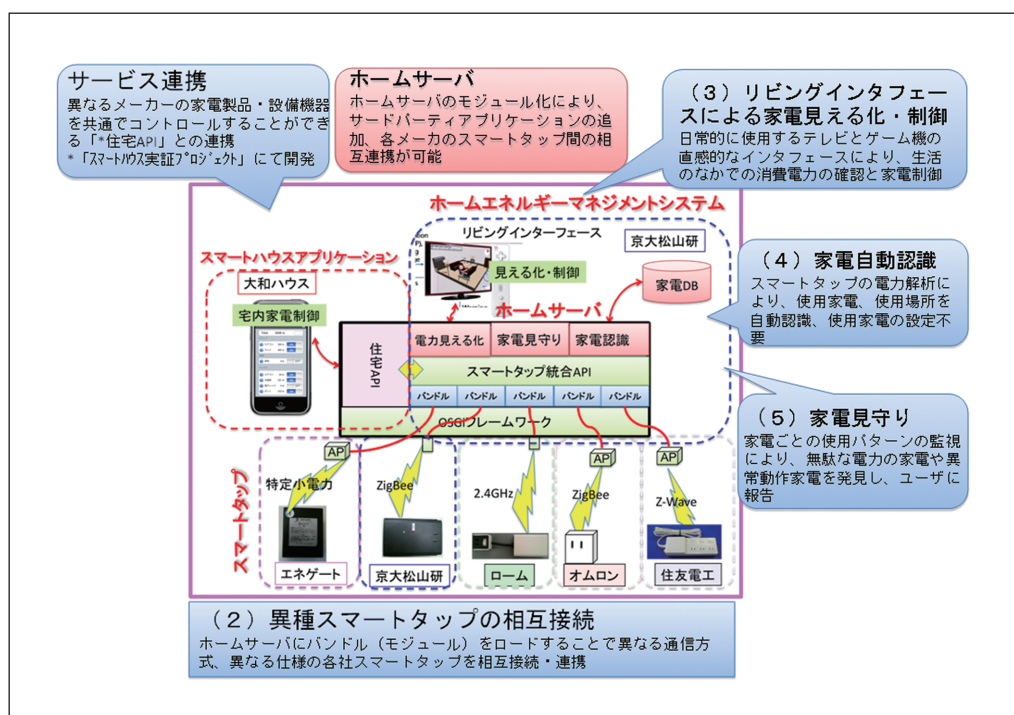 サービス連携
異なるメーカーの家電製品・設備機器
を共通でコントロールすることができ
る「*住宅API」との連携
*「スマートハウス実証プロジェクト」にて開発
ホームサーバ
ホームサーバのモジュール化により、
サードパーティアプリケーションの追
加、各メーカのスマートタップ間の相
互連携が可能
（３）リビングインタフェー
スによる家電見える化・制御
日常的に使用するテレビとゲーム機の
直感的なインタフェースにより、生活
のなかでの消費電力の確認と家電制御
ホームエネルギーマネジメントシステム
リビングインターフェース
京大松山研
スマートハウスアプリケーション
見える化・制御
家電DB
大和ハウス
宅内家電制御
ホームサーバ
（４）家電自動認識
スマートタップの電力解析に
より、使用家電、使用場所を
自動認識、使用家電の設定不
要
住宅API
電力見える化
家電見守り
家電認識
スマートタップ統合API
バンドル
バンドル
バンドル
バンドル
バンドル
OSGIフレームワーク
（５）家電見守り
家電ごとの使用パターンの監視
により、無駄な電力の家電や異
常動作家電を発見し、ユーザに
報告
スマートタップ
AP
AP
AP
特定小電力
ZigBee
2.4GHz
ZigBee
Z-Wave
エネゲート
京大松山研
ローム
オムロン
住友電工
（２）異種スマートタップの相互接続
ホームサーバにバンドル（モジュール）をロードすることで異なる通信方
式、異なる仕様の各社スマートタップを相互接続・連携